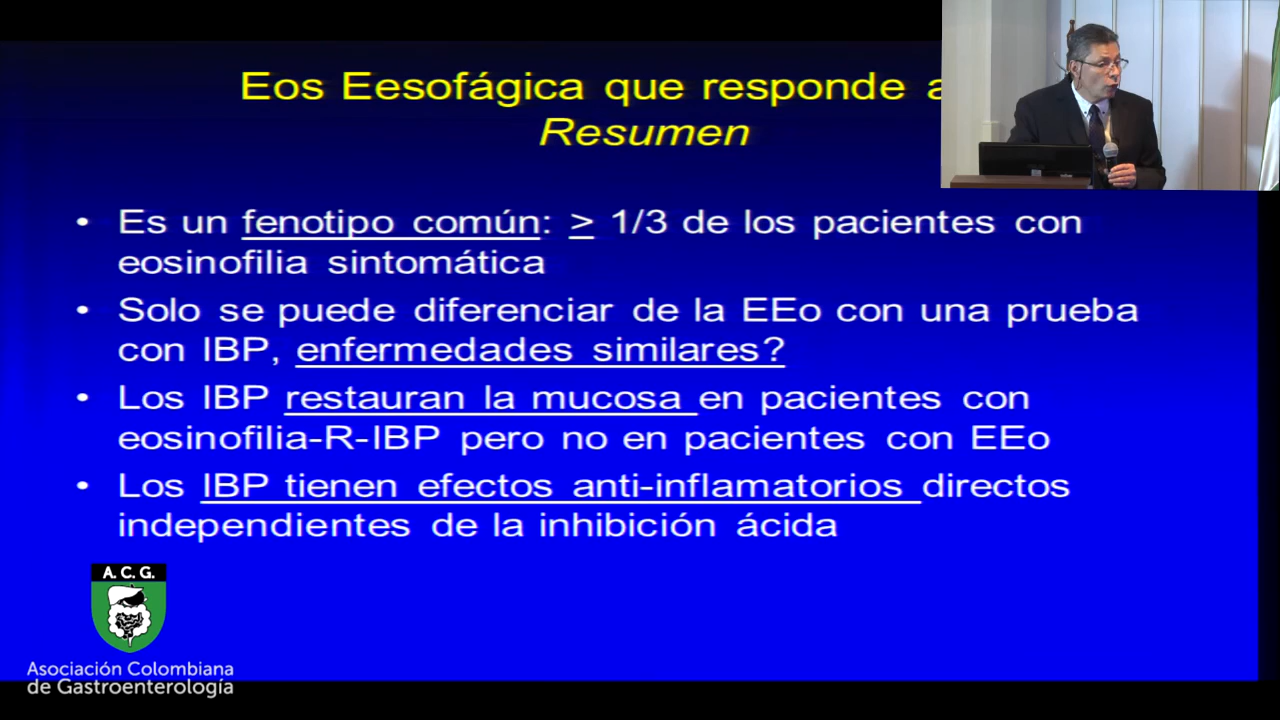 Eos Eesofágica que responde a
Resumen
• Es un fenotipo común: > 1/3 de los pacientes con
eosinofilia sintomática
• Solo se puede diferenciar de la EEo con una prueba
con IBP, enfermedades similares?
• Los IBP restauran la mucosa en pacientes con
eosinofilia-R-IBP pero no en pacientes con EEo
• Los IBP tienen efectos anti-inflamatorios directos
independientes de la inhibición ácida
A. C. G.
Asociación Colombiana
de Gastroenterología